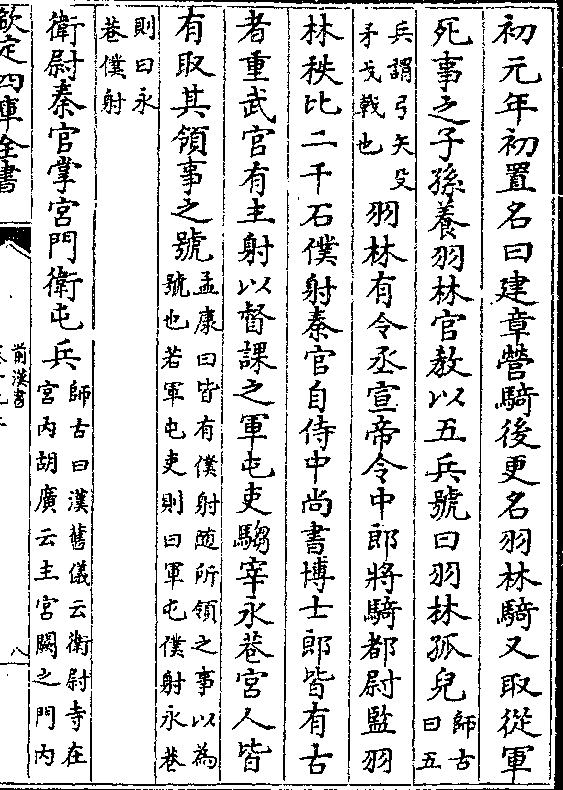 初元年初置名曰建章營騎後更名羽林騎又取從軍
死事之子孫養羽林官教以五兵號曰羽林孤兒師古曰五
兵謂弓矢殳矛戈戟也羽林有令丞宣帝令中郎將騎都尉監羽
林秩比二千石僕射秦官自侍中尚書博士郎皆有古
者重武官有主射以督課之軍屯吏騶宰永巷宮人皆
有取其領事之號孟康曰皆有僕射隨所領之事以為號也若軍屯吏則曰軍屯僕射永巷
則曰永巷僕射
衛尉秦官掌宮門衛屯兵師古曰漢舊儀云衛尉寺在宮內胡廣云主宮闕之門內
欽定四庫全書
前漢書
八